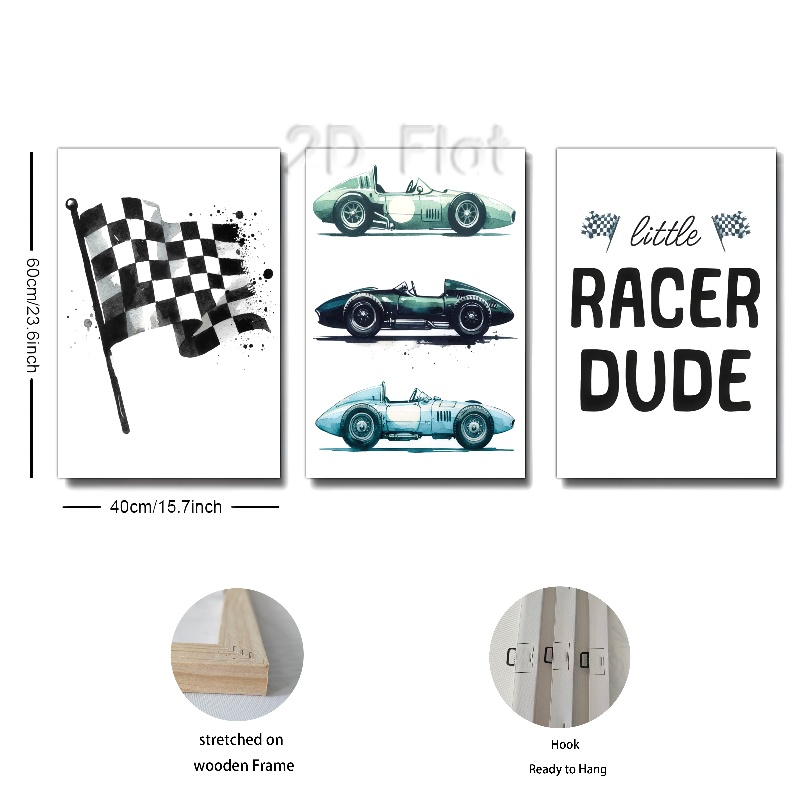 2D Flat
60cm/23.6inch
little
RACER
DUDE
40cm/15.7inch
stretched on
wooden Frame
Hook
Ready to Hang